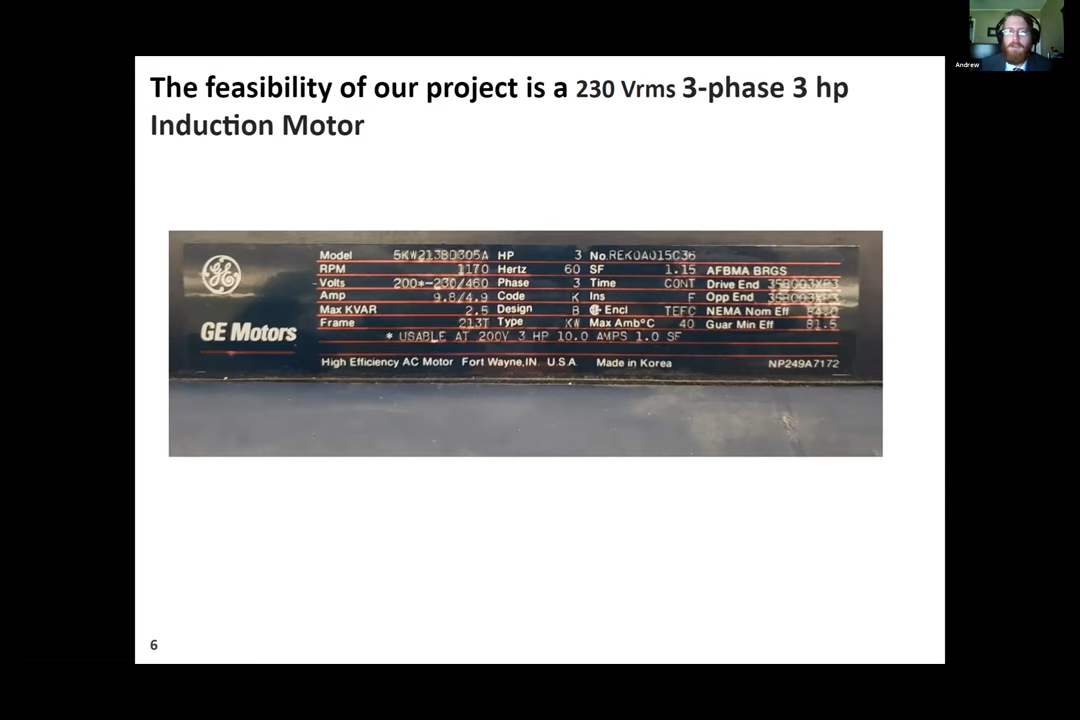 The feasibility of our project is a 230 Vrms 3-phase 3 hp
Induction Motor
GE Motors
Model 5KW213BD305A HP 3 No.REKOA015C36
RPM 1170 Hertz 60 SF 1.15 AFBMA BRGS
Volts 200*-230/460 Phase 3 Time CONT Drive End
Amp 9.8/4.9 Code K Ins F Opp End
Max KVAR 2.5 Design B Encl TEFC NEMA Nom Eff
Frame 213T Type KW Max Amb°C 40 Guar Min Eff 81.5
* USABLE AT 200V 3 HP 10.0 AMPS 1.0 SF
High Efficiency AC Motor Fort Wayne, IN U.S.A. Made in Korea NP249A7172
6
Andrew